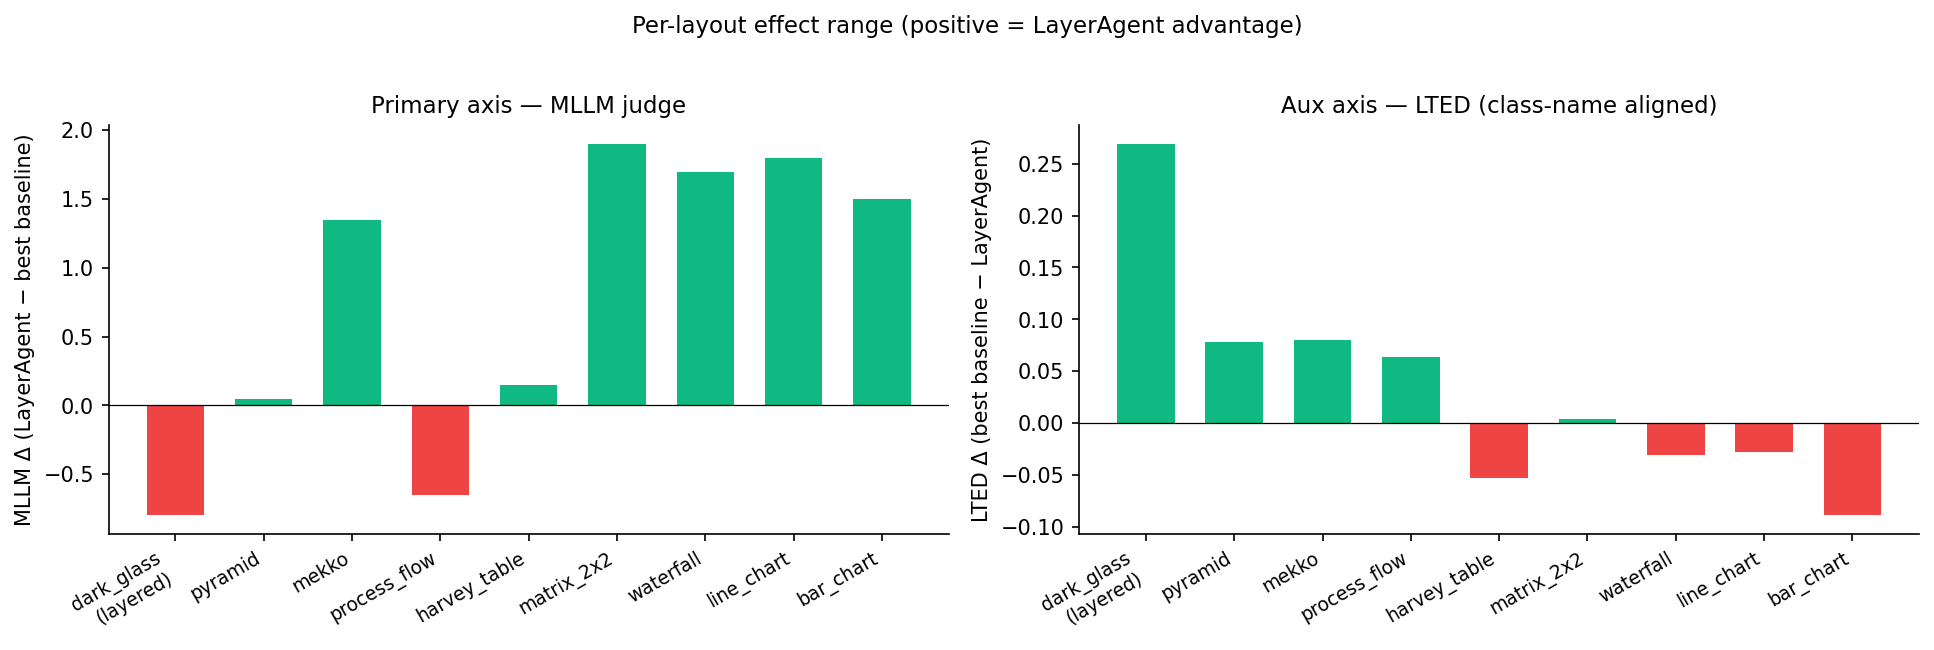 Per-layout effect range (positive = LayerAgent advantage)
Primary axis — MLLM judge
MLLM Δ (LayerAgent − best baseline)
2.0
1.5
1.0
0.5
0.0
−0.5
dark_glass
(layered)
pyramid
mekko
process_flow
harvey_table
matrix_2x2
waterfall
line_chart
bar_chart
Aux axis — LTED (class-name aligned)
LTED Δ (best baseline − LayerAgent)
0.25
0.20
0.15
0.10
0.05
0.00
−0.05
−0.10
dark_glass
(layered)
pyramid
mekko
process_flow
harvey_table
matrix_2x2
waterfall
line_chart
bar_chart